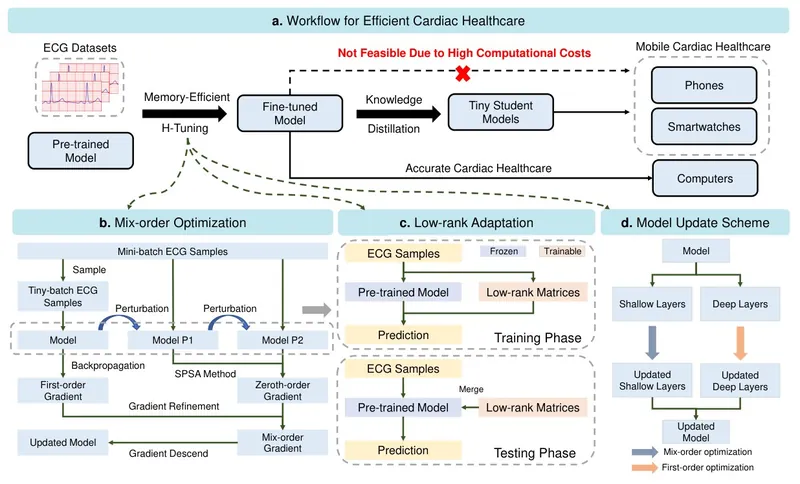 a. Workflow for Efficient Cardiac Healthcare
ECG Datasets
Not Feasible Due to High Computational Costs
Mobile Cardiac Healthcare
Pre-trained
Model
Memory-Efficient
H-Tuning
Fine-tuned
Model
Knowledge
Distillation
Tiny Student
Models
Phones
Smartwatches
Accurate Cardiac Healthcare
Computers
b. Mix-order Optimization
Mini-batch ECG Samples
Sample
Tiny-batch ECG
Samples
Perturbation
Perturbation
Model
Model P1
Model P2
Backpropagation
SPSA Method
First-order
Gradient
Zeroth-order
Gradient
Gradient Refinement
Updated Model
Gradient Descend
Mix-order
Gradient
c. Low-rank Adaptation
ECG Samples
Frozen
Trainable
Pre-trained Model
Low-rank Matrices
Prediction
Training Phase
ECG Samples
Merge
Pre-trained Model
Low-rank Matrices
Prediction
Testing Phase
d. Model Update Scheme
Model
Shallow Layers
Deep Layers
Updated
Shallow Layers
Updated
Deep Layers
Updated
Model
Mix-order optimization
First-order optimization